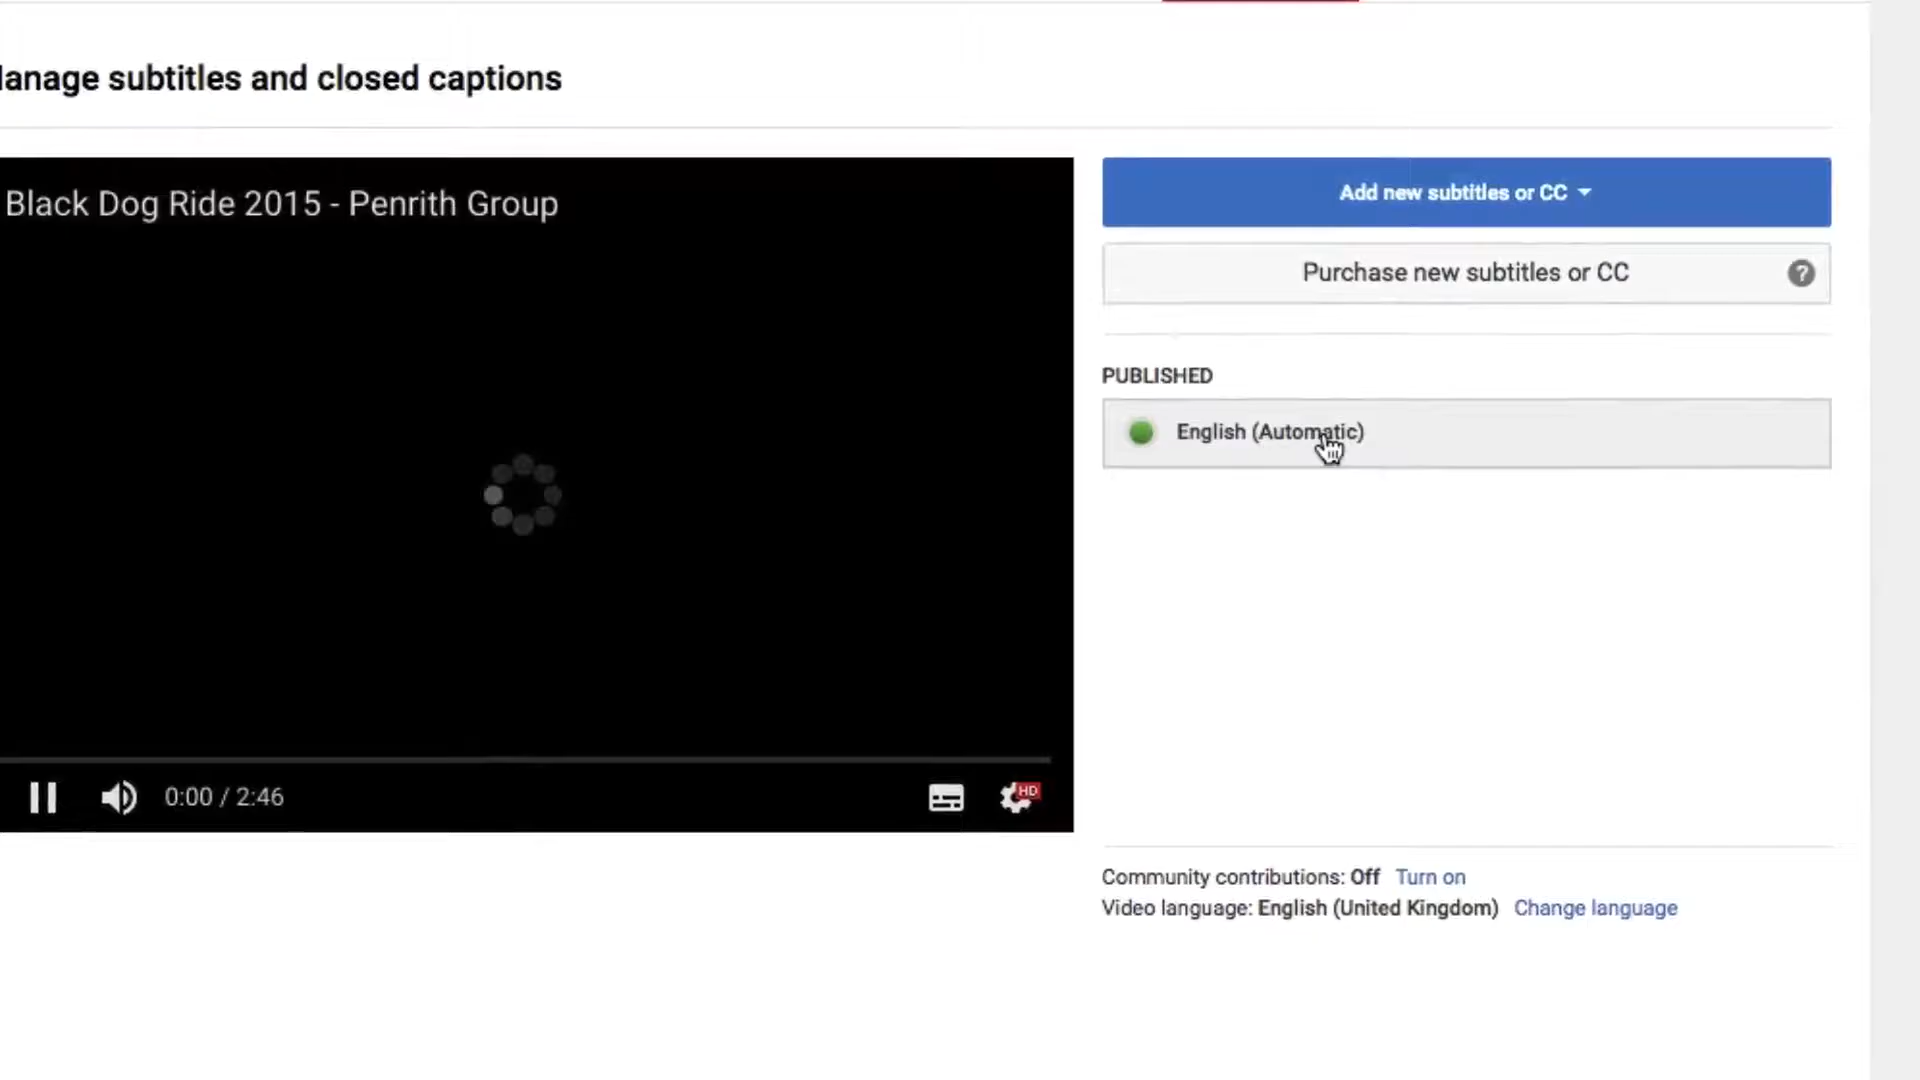 anage subtitles and closed captions
Black Dog Ride 2015 - Penrith Group
Add new subtitles or CC
Purchase new subtitles or CC
?
PUBLISHED
English (Automatic)
0:00 / 2:46
HD
Community contributions: Off Turn on
Video language: English (United Kingdom) Change language